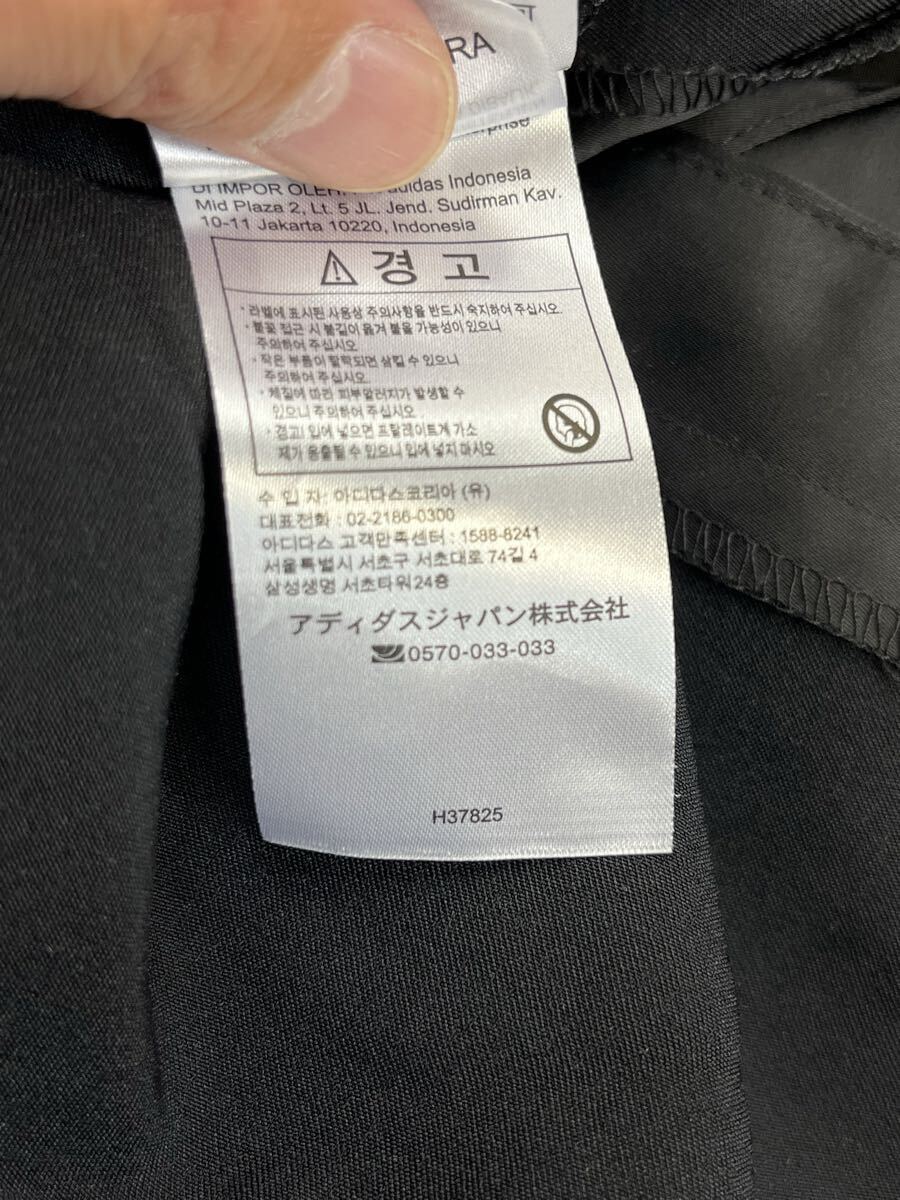 RA
DI IMPOR OLEH adidas Indonesia
Mid Plaza 2, Lt. 5 JL. Jend. Sudirman Kav.
10-11 Jakarta 10220, Indonesia
경 고
• 라벨에 표시된 사용상 주의사항을 반드시 숙지하여 주십시오.
• 불꽃 접근 시 불길이 옮겨 붙을 가능성이 있으니
주의하여 주십시오
• 작은 부품이 탈락되면 삼킬 수 있으니
주의하여 주십시오.
• 체질에 따라 피부알러지가 발생할 수
있으니 주의하여 주십시오.
• 경고! 입에 넣으면 프탈레이트계 가소
제가 용출될 수 있으니 입에 넣지 마시오
수 입 자: 아디다스코리아 (유)
대표전화 : 02-2186-0300
아디다스 고객만족센터 : 1588-8241
서울특별시 서초구 서초대로 74길 4
삼성생명 서초타워24층
アディダスジャパン株式会社
0570-033-033
H37825